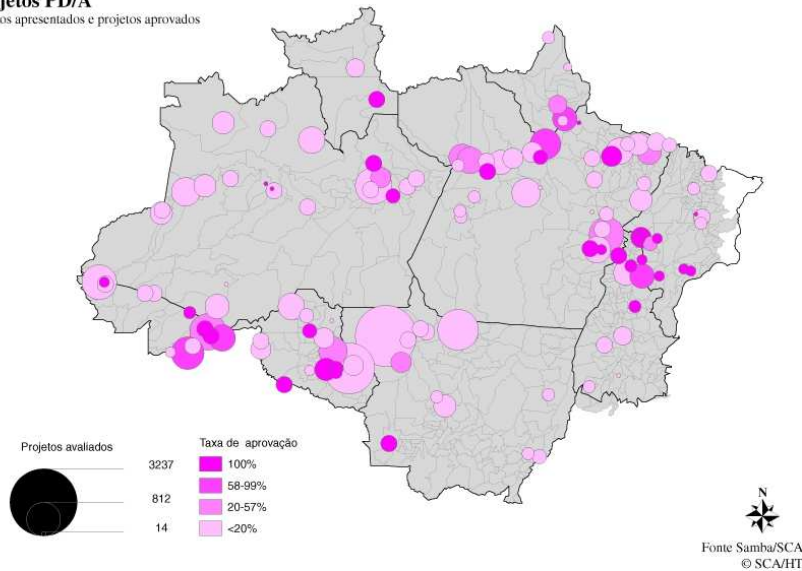 jetos PD/A
os apresentados e projetos aprovados
Projetos avaliados
3237
812
14
Taxa de aprovação
100%
58-99%
20-57%
<20%
N
Fonte Samba/SCA
© SCA/HT